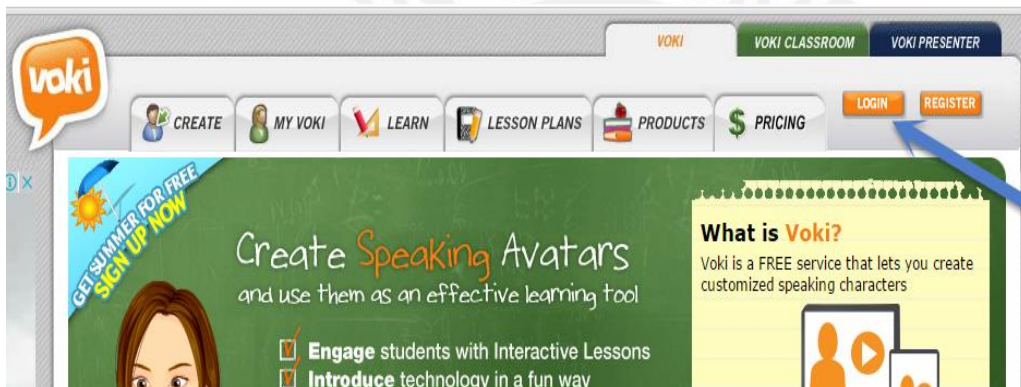 VOKI
VOKI CLASSROOM
VOKI PRESENTER
voki
CREATE
MY VOKI
LEARN
LESSON PLANS
PRODUCTS
PRICING
LOGIN
REGISTER
GET SUMMER FOR FREE
SIGN UP NOW
Create Speaking Avatars
and use them as an effective learning tool
Engage students with Interactive Lessons
Introduce technology in a fun way
What is Voki?
Voki is a FREE service that lets you create
customized speaking characters